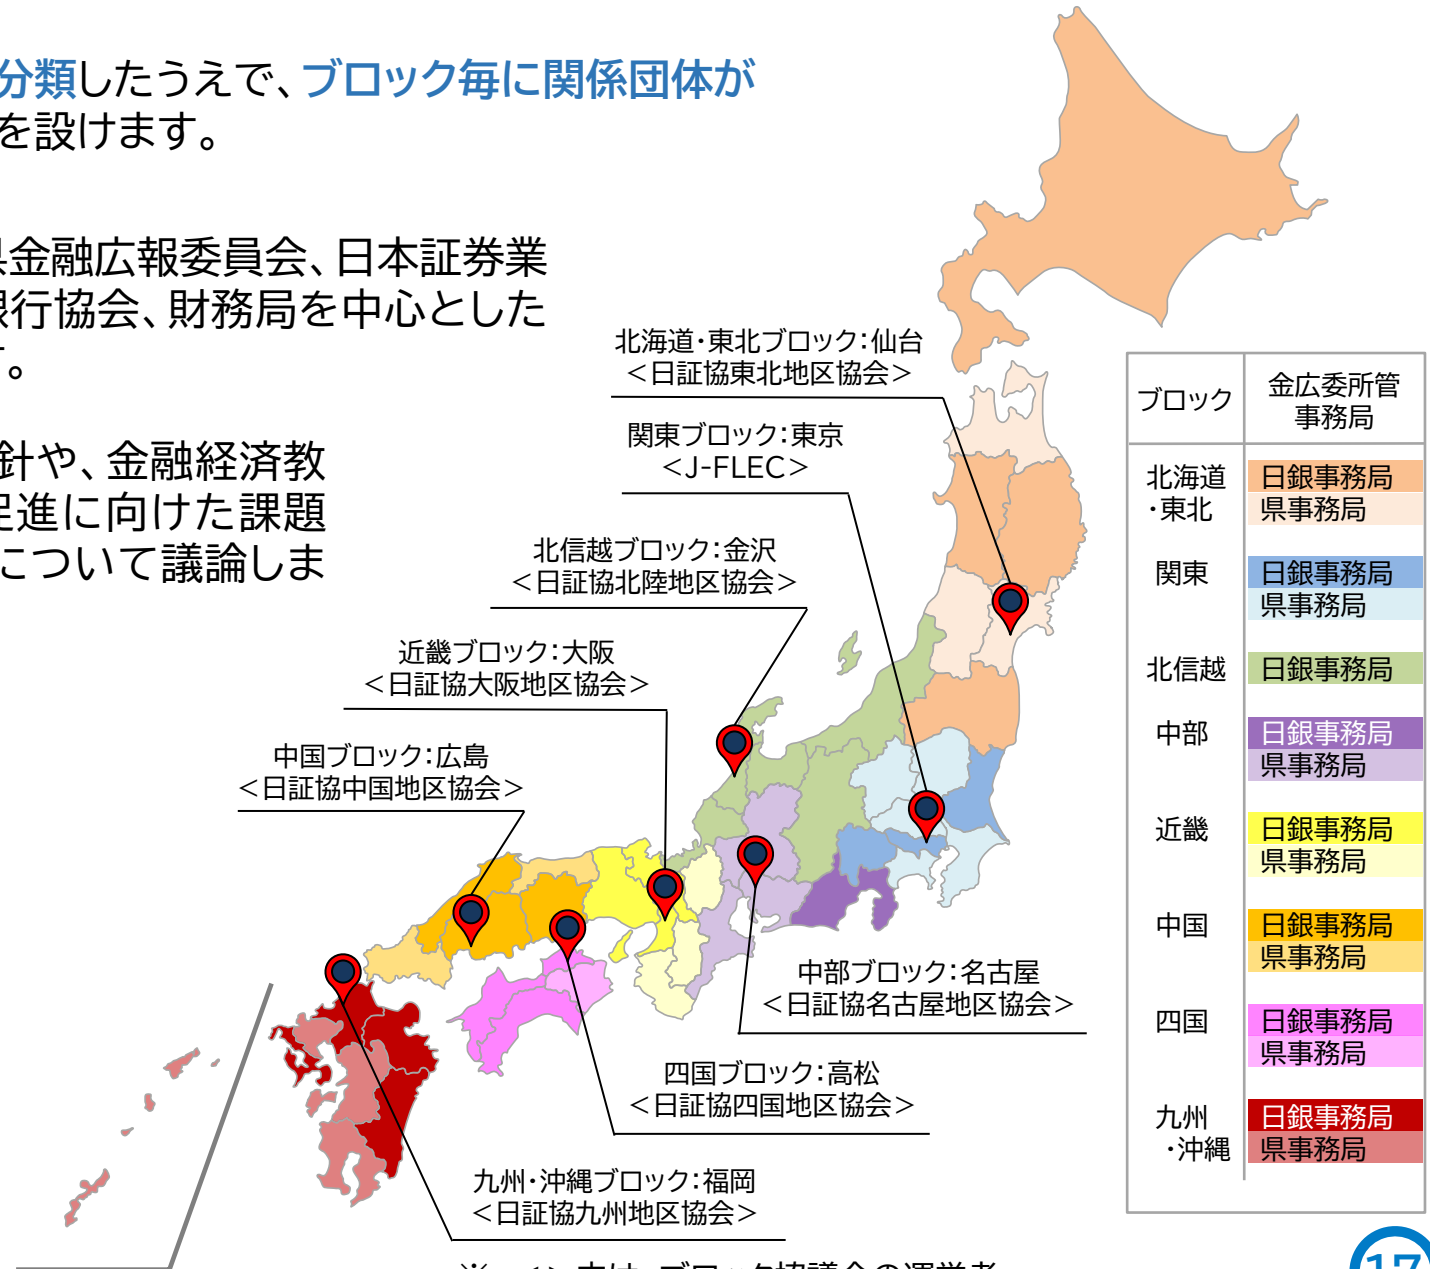 分類したうえで、ブロック毎に関係団体が
を設けます。
県金融広報委員会、日本証券業
銀行協会、財務局を中心とした
す。
針や、金融経済教
促進に向けた課題
について議論しま
北海道・東北ブロック：仙台
＜日証協東北地区協会＞
関東ブロック：東京
＜J-FLEC＞
北信越ブロック：金沢
＜日証協北陸地区協会＞
近畿ブロック：大阪
＜日証協大阪地区協会＞
中国ブロック：広島
＜日証協中国地区協会＞
中部ブロック：名古屋
＜日証協名古屋地区協会＞
四国ブロック：高松
＜日証協四国地区協会＞
九州・沖縄ブロック：福岡
＜日証協九州地区協会＞
ブロック 金広委所管
事務局
北海道 日銀事務局
・東北 県事務局
関東 日銀事務局
県事務局
北信越 日銀事務局
中部 日銀事務局
県事務局
近畿 日銀事務局
県事務局
中国 日銀事務局
県事務局
四国 日銀事務局
県事務局
九州 日銀事務局
・沖縄 県事務局
※ ＜＞内は、ブロック協議会の運営者
17